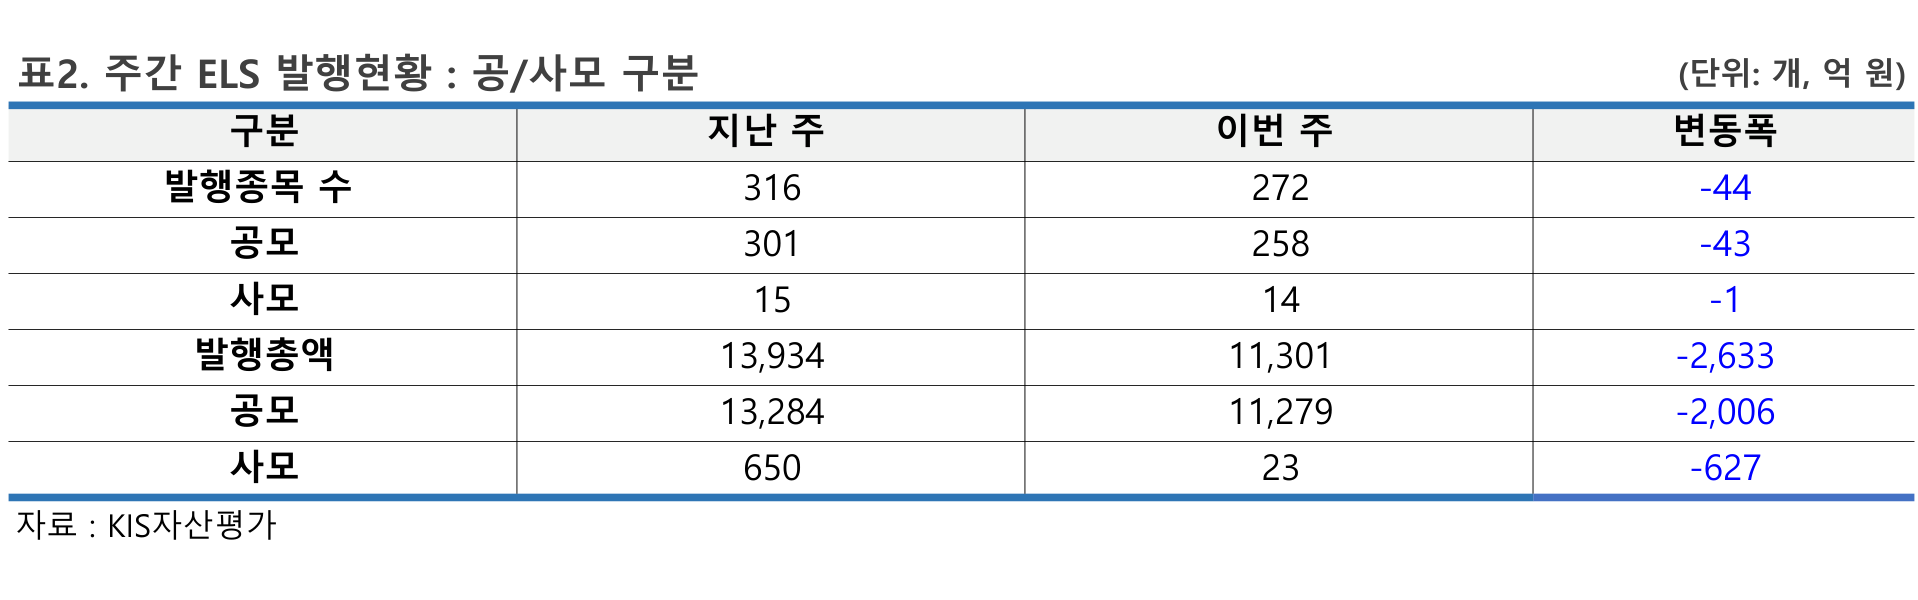 표2. 주간 ELS 발행현황 : 공/사모 구분 (단위: 개, 억 원)
구분 지난 주 이번 주 변동폭
발행종목 수 316 272 -44
공모 301 258 -43
사모 15 14 -1
발행총액 13,934 11,301 -2,633
공모 13,284 11,279 -2,006
사모 650 23 -627
자료 : KIS자산평가